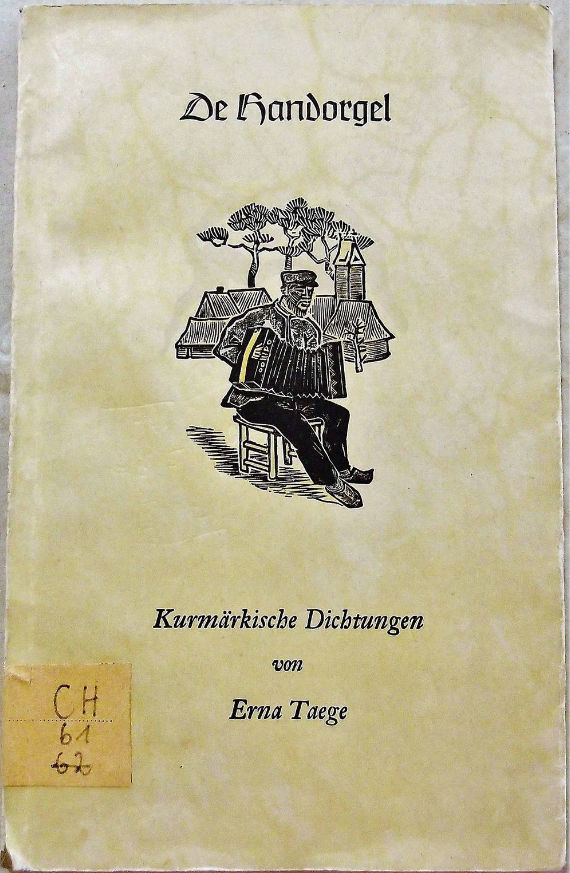 De Handorgel
Kurmärkische Dichtungen
von
Erna Taege
CH
61
62